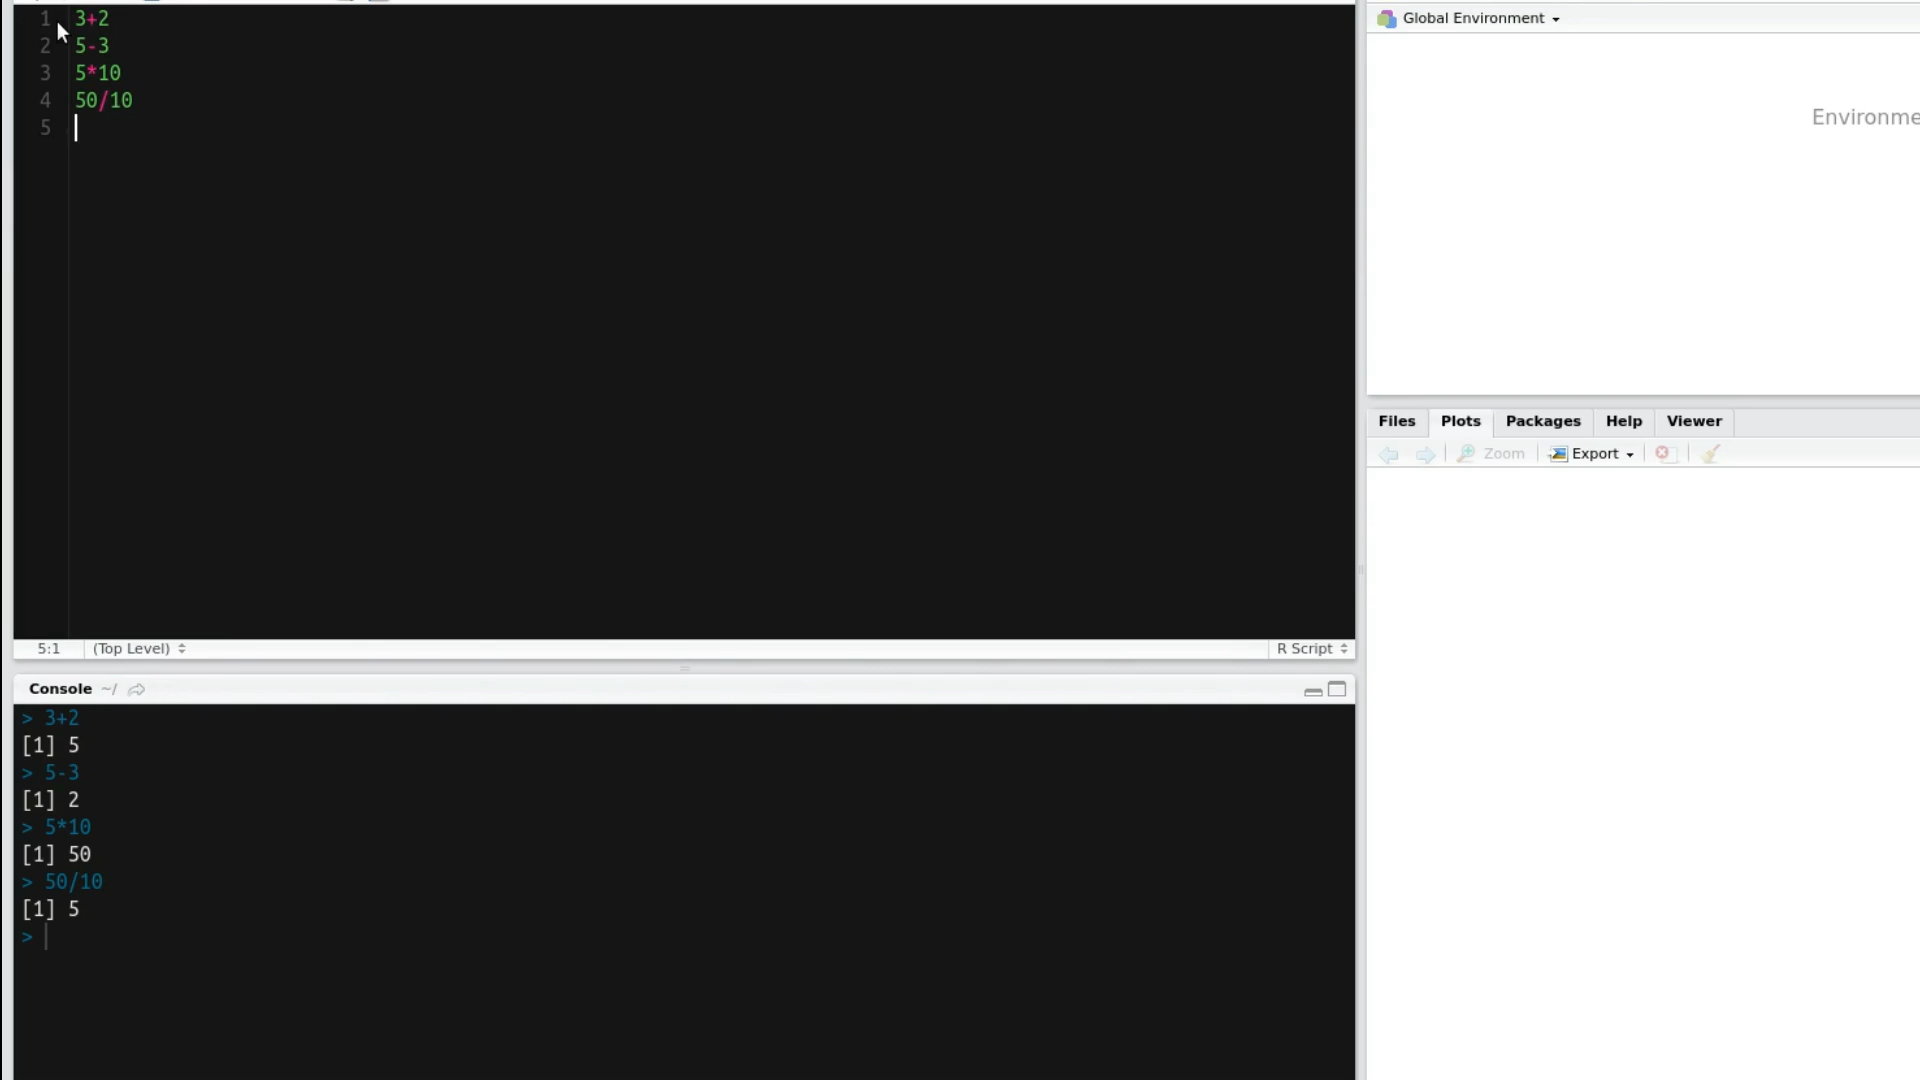 1 3+2
2 5-3
3 5*10
4 50/10
5
5:1 (Top Level) R Script
Console ~/
> 3+2
[1] 5
> 5-3
[1] 2
> 5*10
[1] 50
> 50/10
[1] 5
>
Global Environment
Environme
Files Plots Packages Help Viewer
Zoom Export